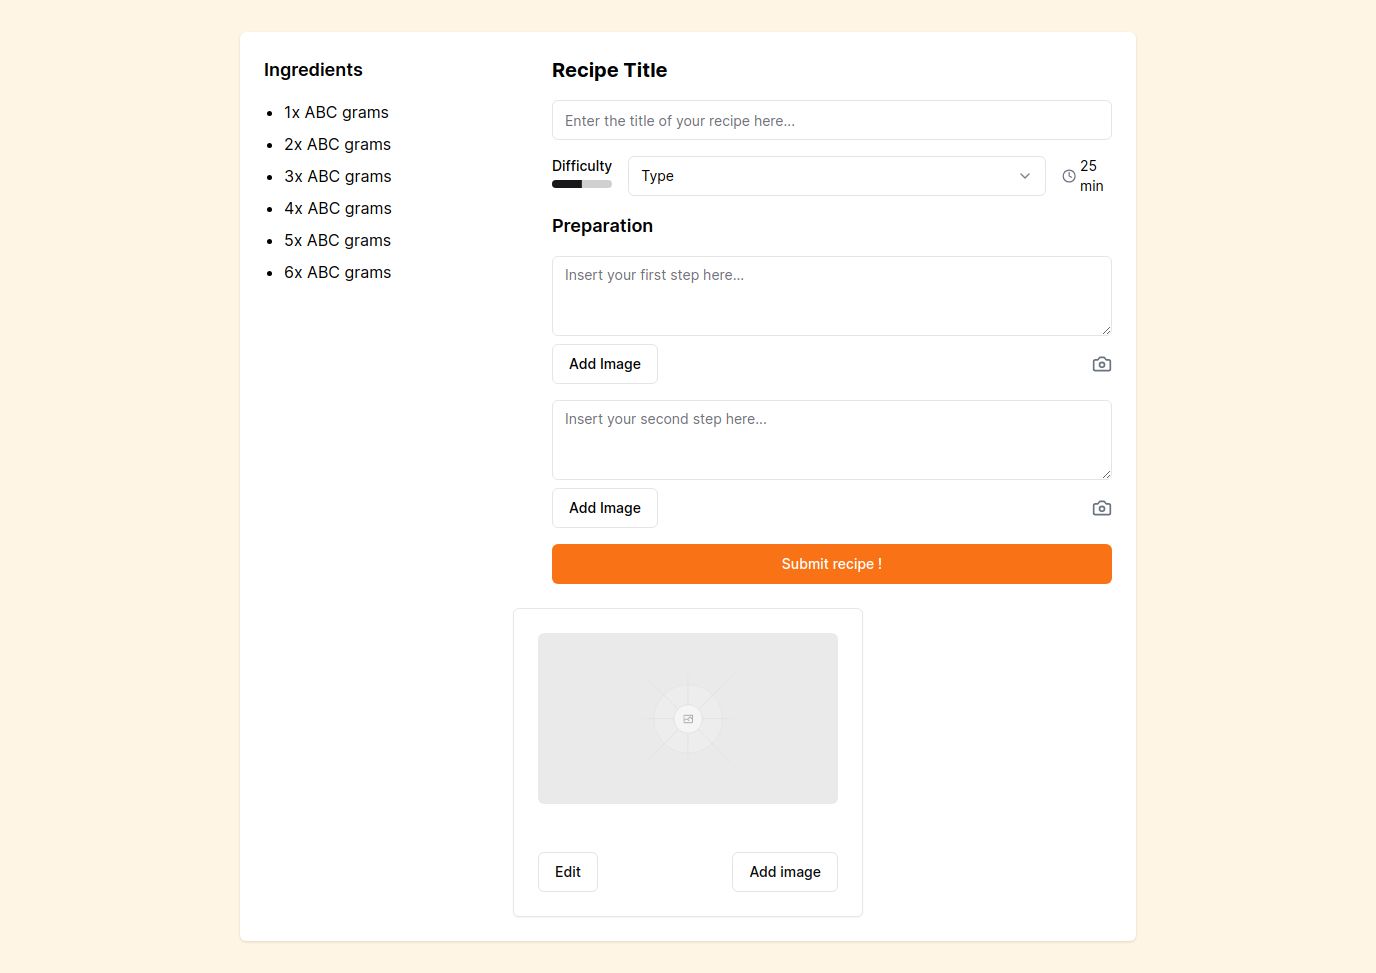 Ingredients
1x ABC grams
2x ABC grams
3x ABC grams
4x ABC grams
5x ABC grams
6x ABC grams
Recipe Title
Enter the title of your recipe here...
Difficulty
Type
25
min
Preparation
Insert your first step here...
Add Image
Insert your second step here...
Add Image
Submit recipe !
Edit
Add image